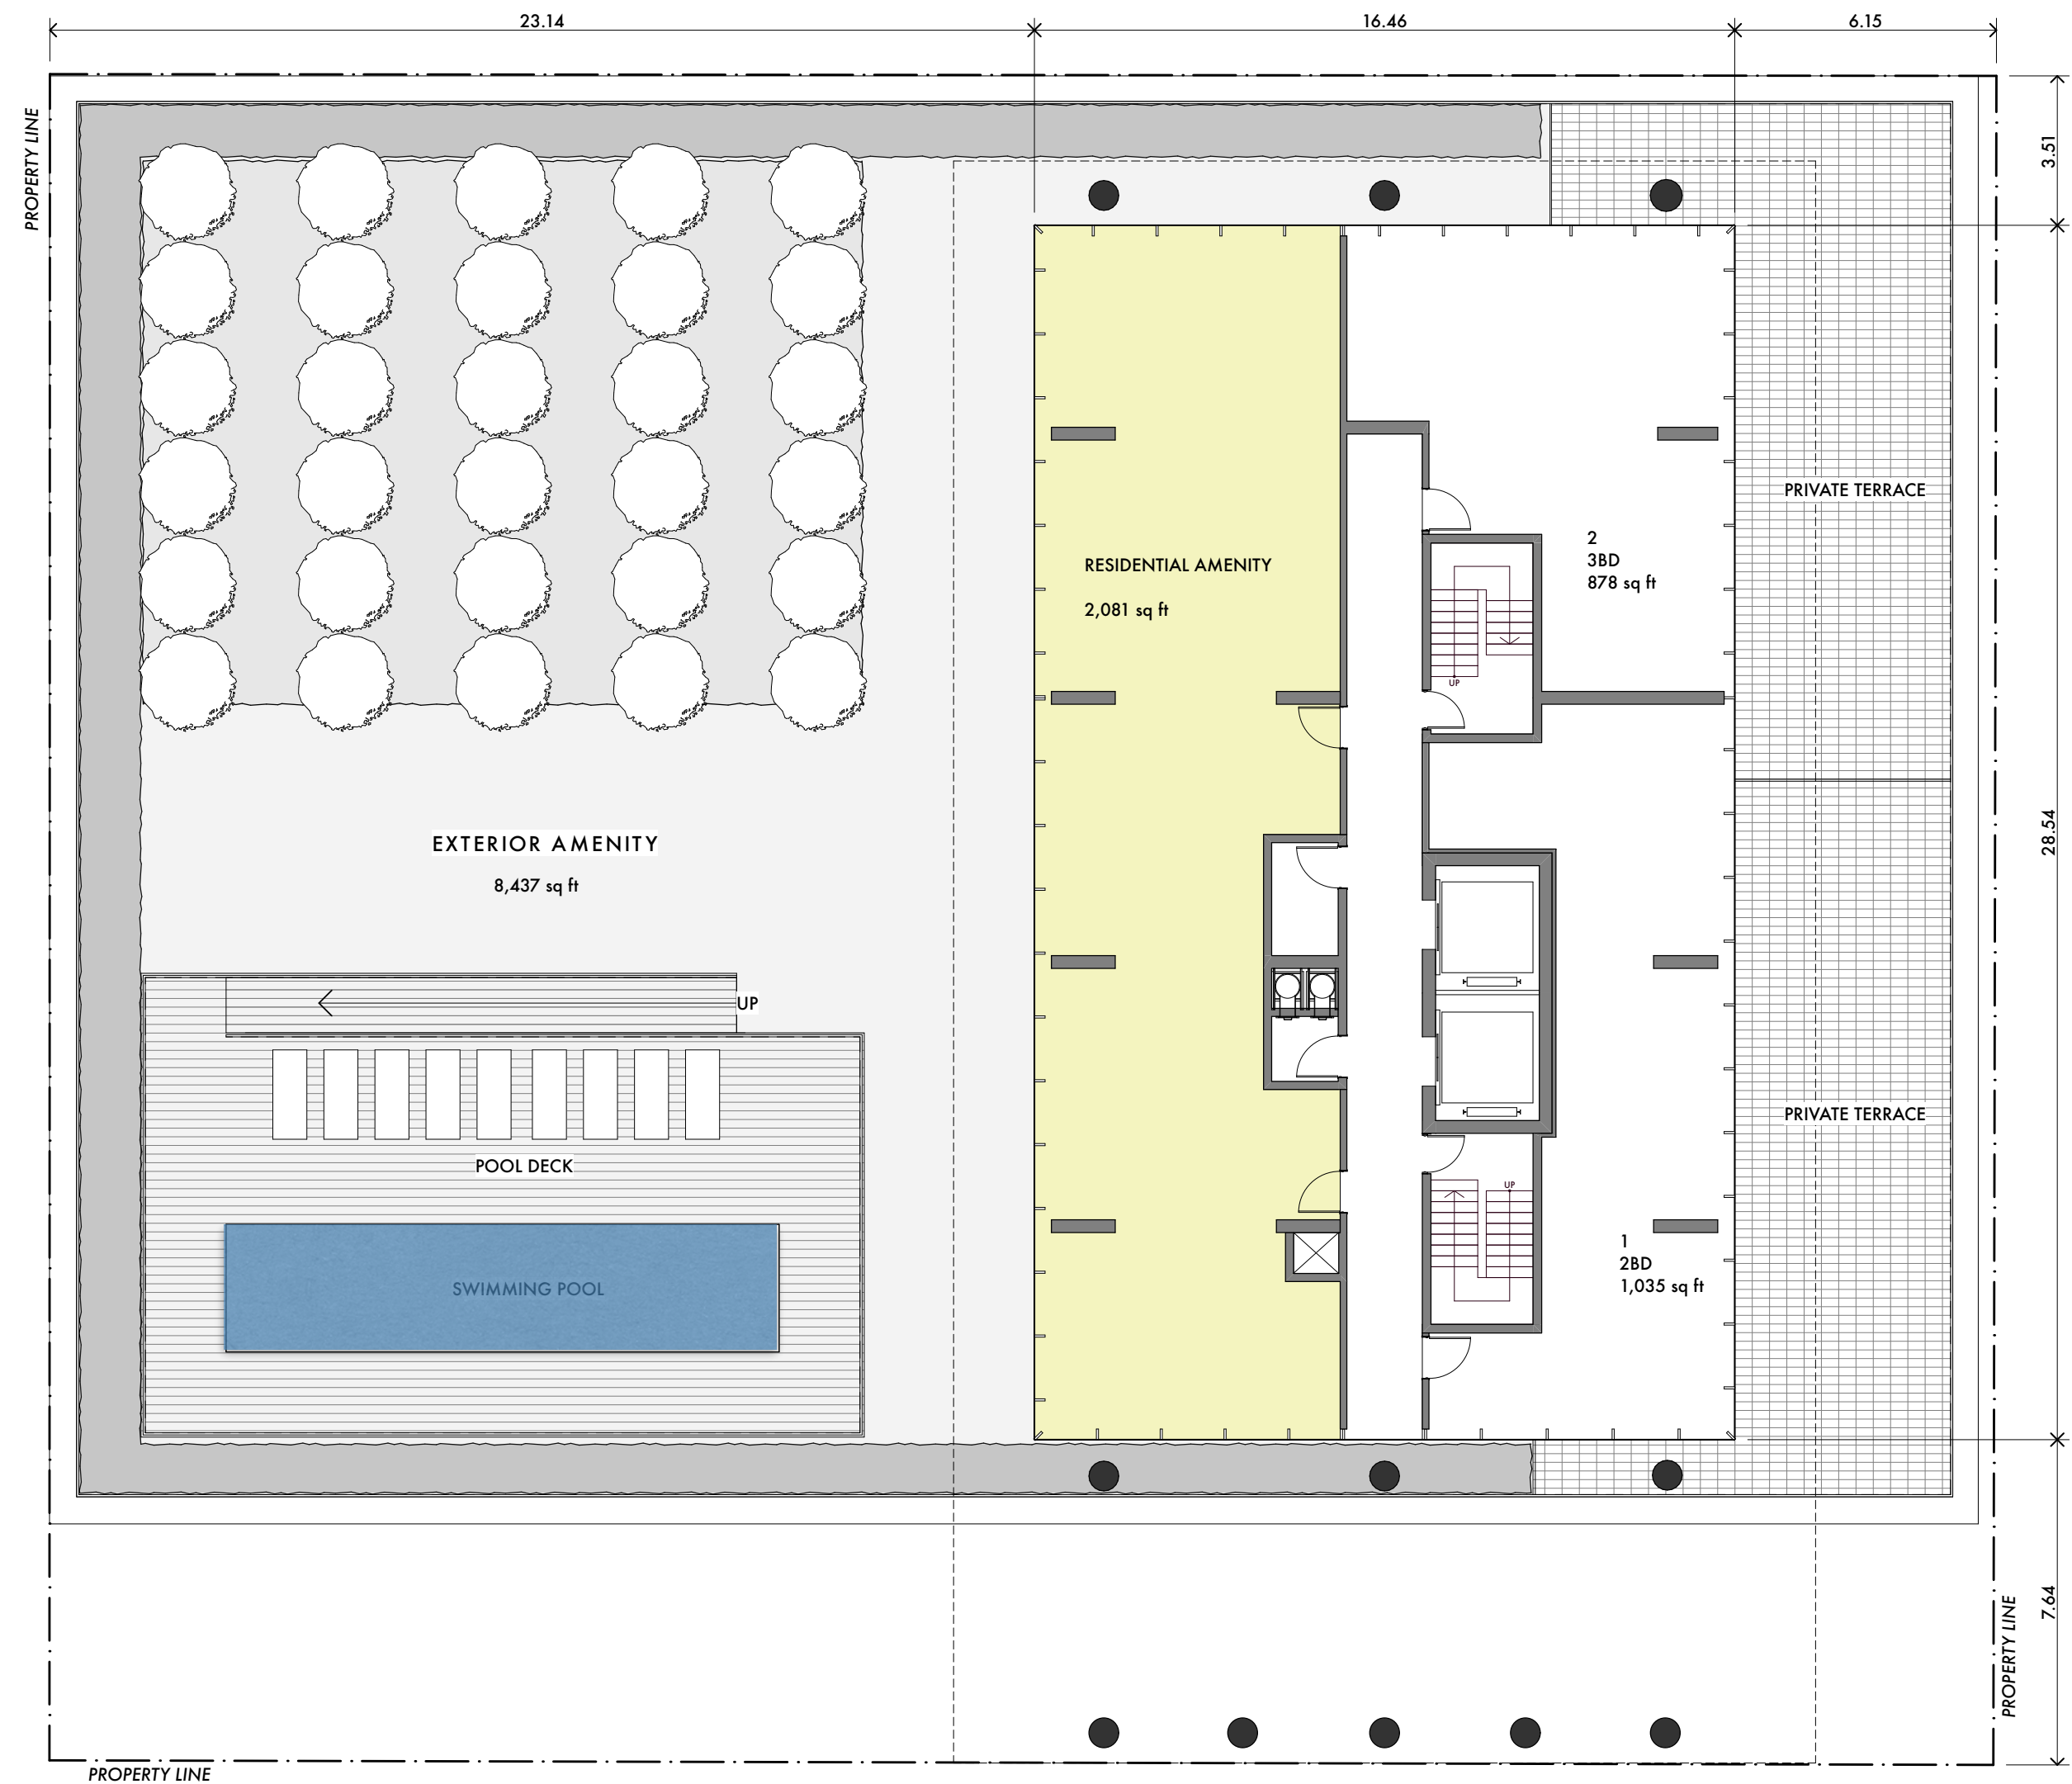 23.14
16.46
6.15
PROPERTY LINE
3.51
PRIVATE TERRACE
2
3BD
878 sq ft
RESIDENTIAL AMENITY
2,081 sq ft
UP
EXTERIOR AMENITY
8,437 sq ft
28.54
UP
PRIVATE TERRACE
POOL DECK
UP
1
2BD
1,035 sq ft
SWIMMING POOL
7.64
PROPERTY LINE
PROPERTY LINE